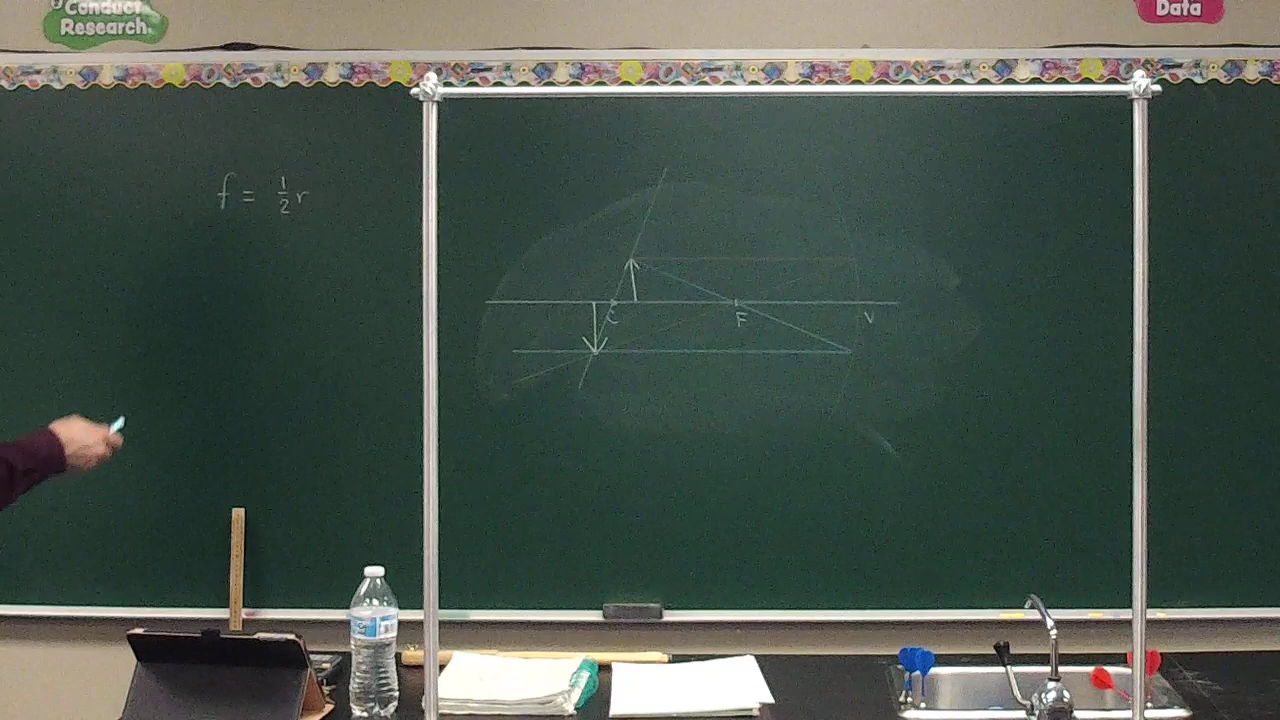 Conduct
Research.
Data
f = ½ r
C
F
V